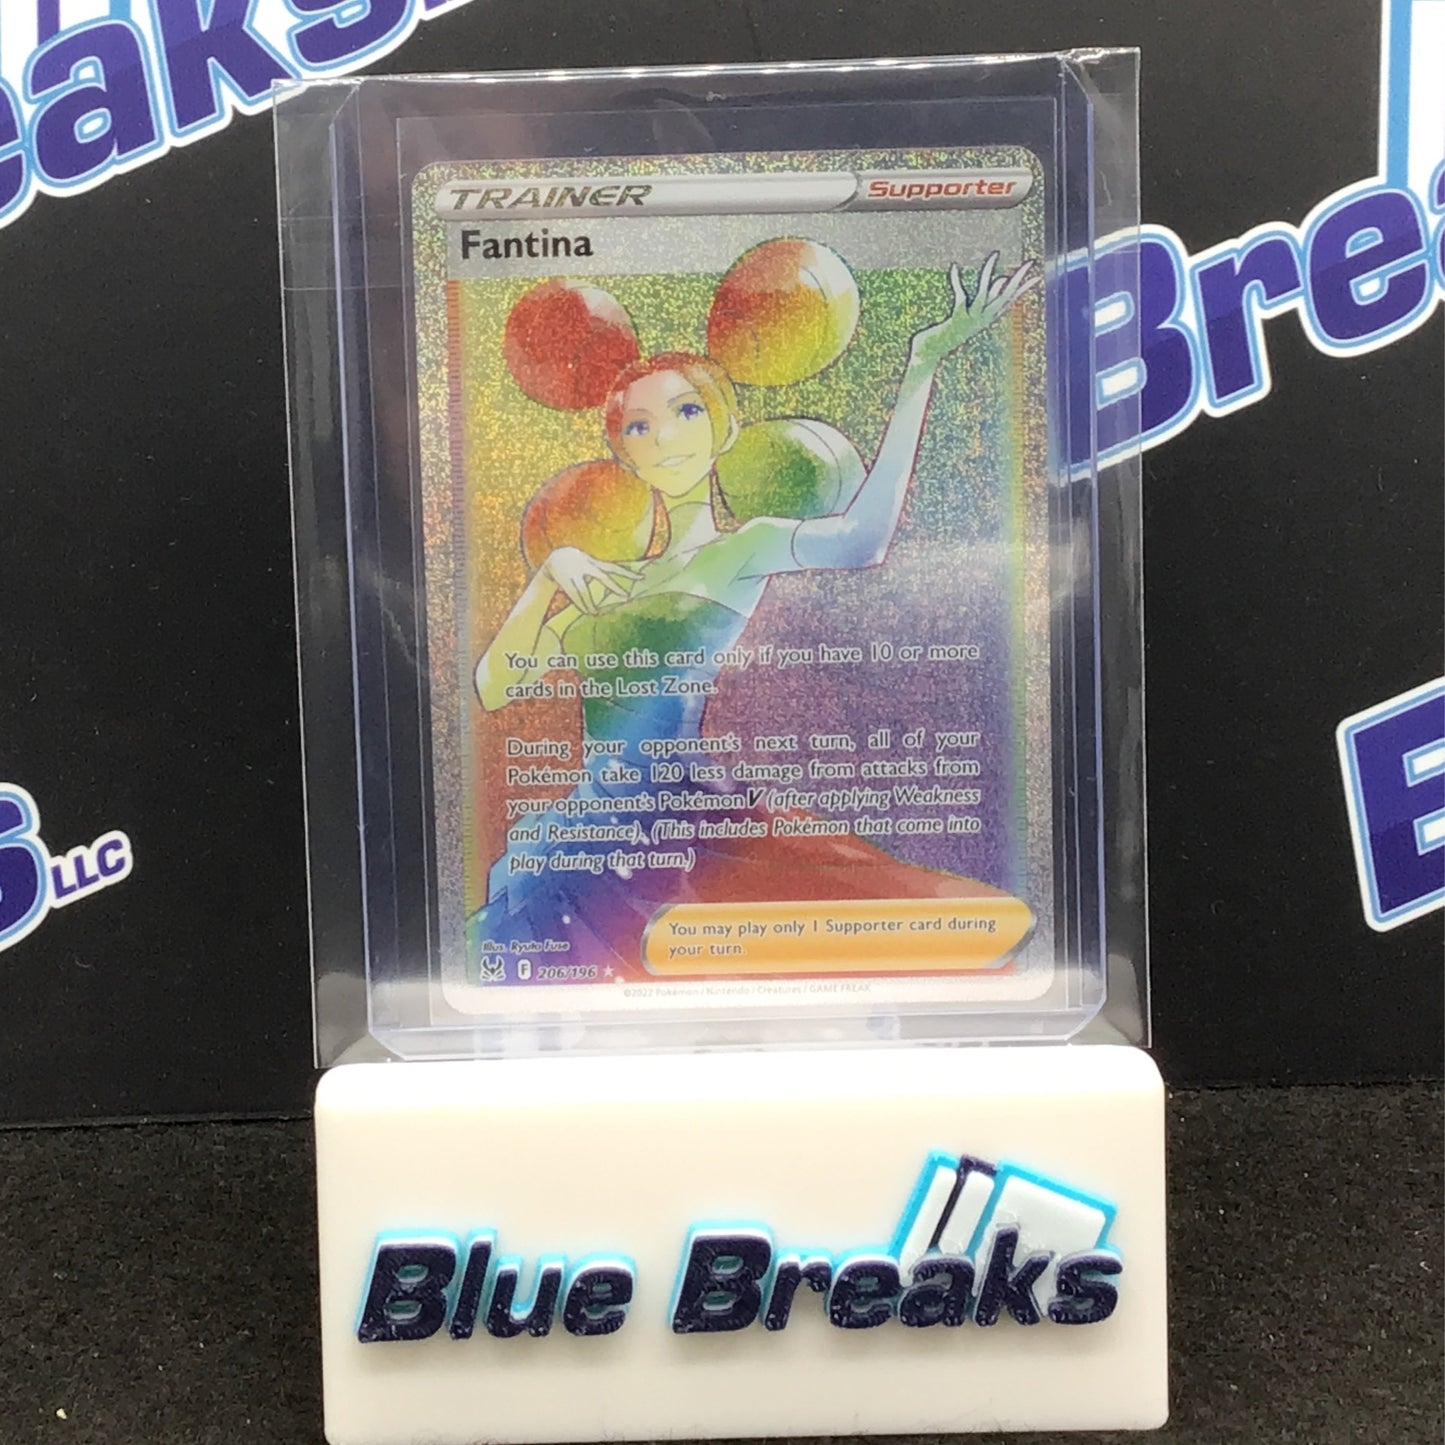 eaks
TRAINER Supporter
Fantina
Brea
You can use this card only if you have 10 or more
cards in the Lost Zone.
During your opponent's next turn, all of your
Pokémon take 120 less damage from attacks from
your opponent's Pokémon V (after applying Weakness
and Resistance). (This includes Pokémon that come into
play during that turn.)
s LLC
You may play only 1 Supporter card during
your turn.
Illus. Ryuta Fuse
F 206/196
©2022 Pokémon / Nintendo / Creatures / GAME FREAK
Blue Breaks